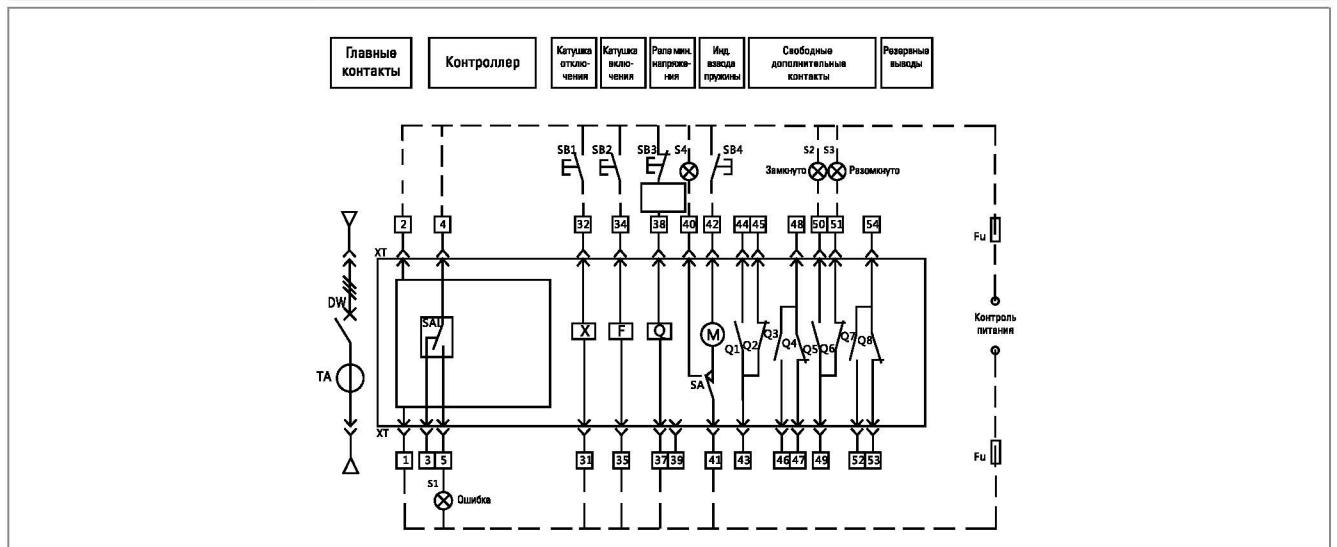 Главные
контакты
Контроллер
Катушка
отклю-
чения
Катушка
вклю-
чения
Реле мин.
напряже-
ния
Инд.
взвода
пружины
Свободные
дополнительные
контакты
Резервные
выводы
SB1
SB2
SB3
S4
SB4
S2
S3
Замкнуто
Разомкнуто
2
4
32
34
38
40
42
44
45
48
50
51
54
Fu
XT
DW
SAL
X
F
Q
M
Q1
Q2
Q3
Q4
Q5
Q6
Q7
Q8
Контроль
питания
TA
SA
XT
1
3
5
31
35
37
39
41
43
46
47
49
52
53
Fu
S1
Ошибка